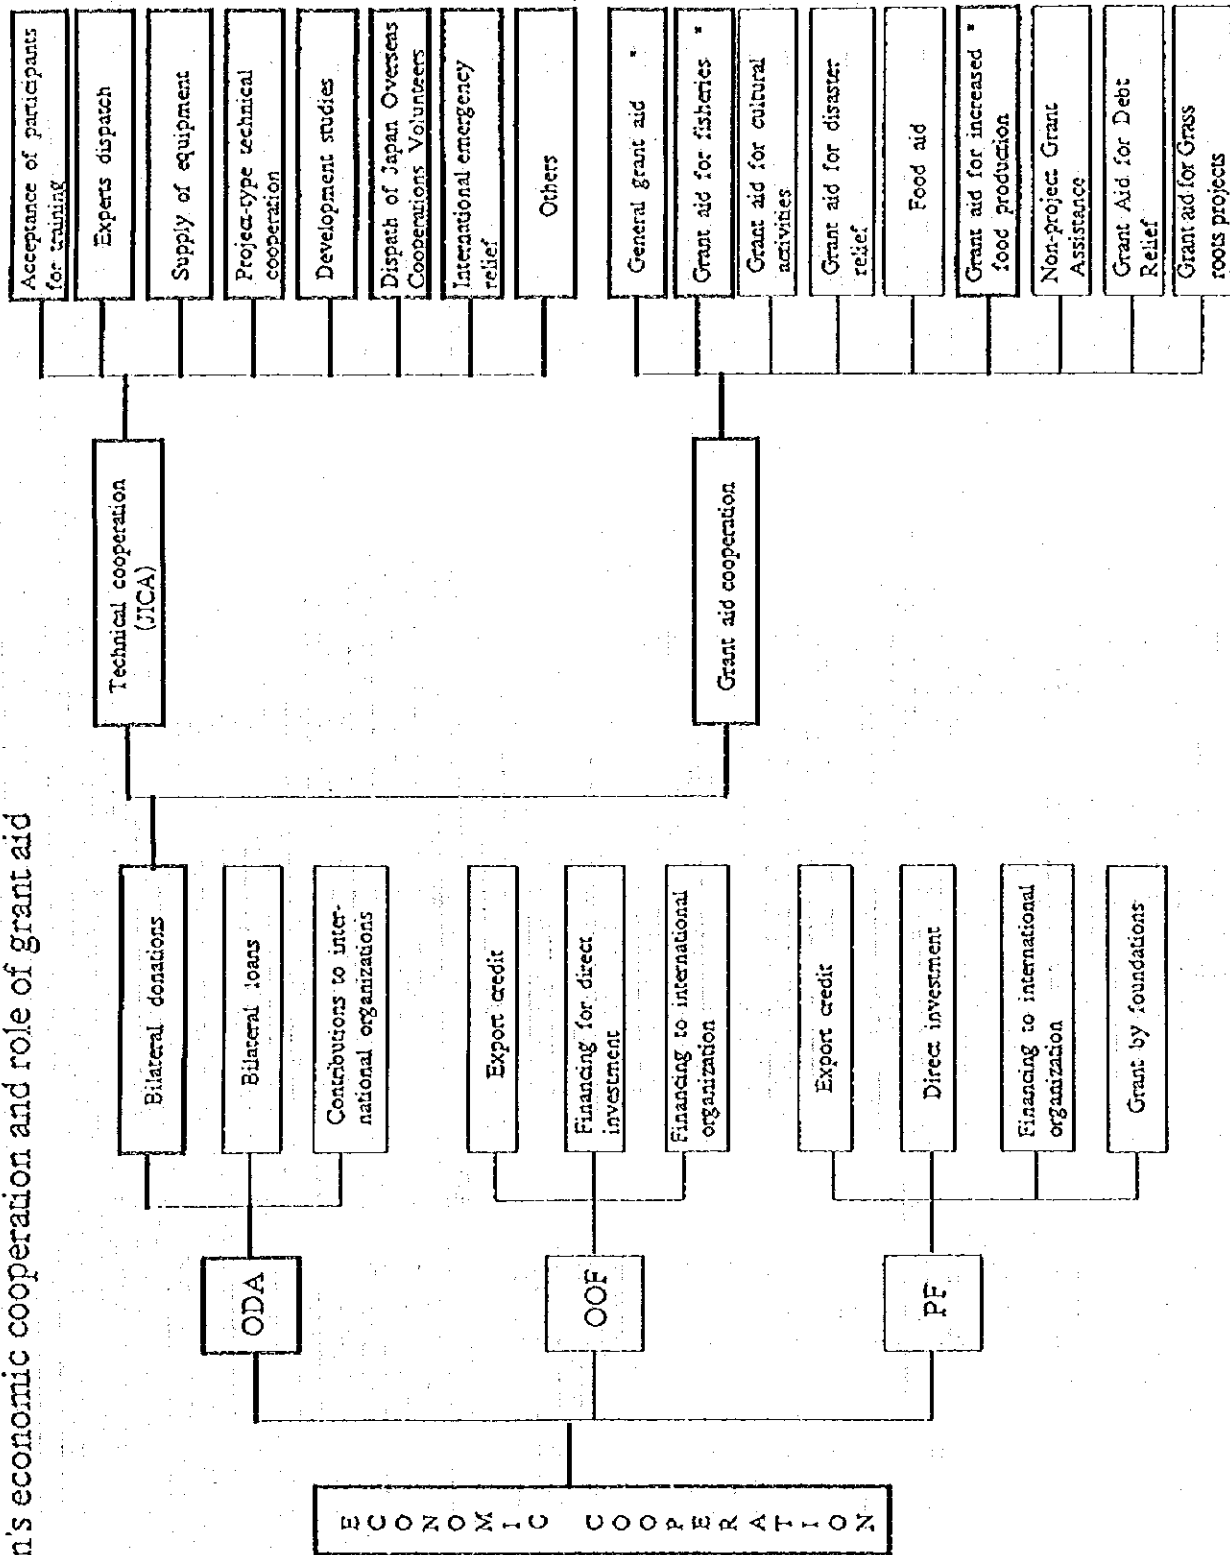 n's economic cooperation and role of grant aid
ECONOMIC COOPERATION
ODA
OOF
PF
Bilateral donations
Bilateral loans
Contributions to inter-
national organizations
Export credit
Financing for direct
investment
Financing to international
organization
Export credit
Direct investment
Financing to international
organization
Grant by foundations
Technical cooperation
(JICA)
Grant aid cooperation
Acceptance of participants
for training
Experts dispatch
Supply of equipment
Project-type technical
cooperation
Development studies
Dispath of Japan Overseas
Cooperations Volunteers
International emergency
relief
Others
General grant aid *
Grant aid for fisheries *
Grant aid for cultural
activities
Grant aid for disaster
relief
Food aid
Grant aid for increased *
food production
Non-project Grant
Assistance
Grant Aid for Debt
Relief
Grant aid for Grass
roots projects